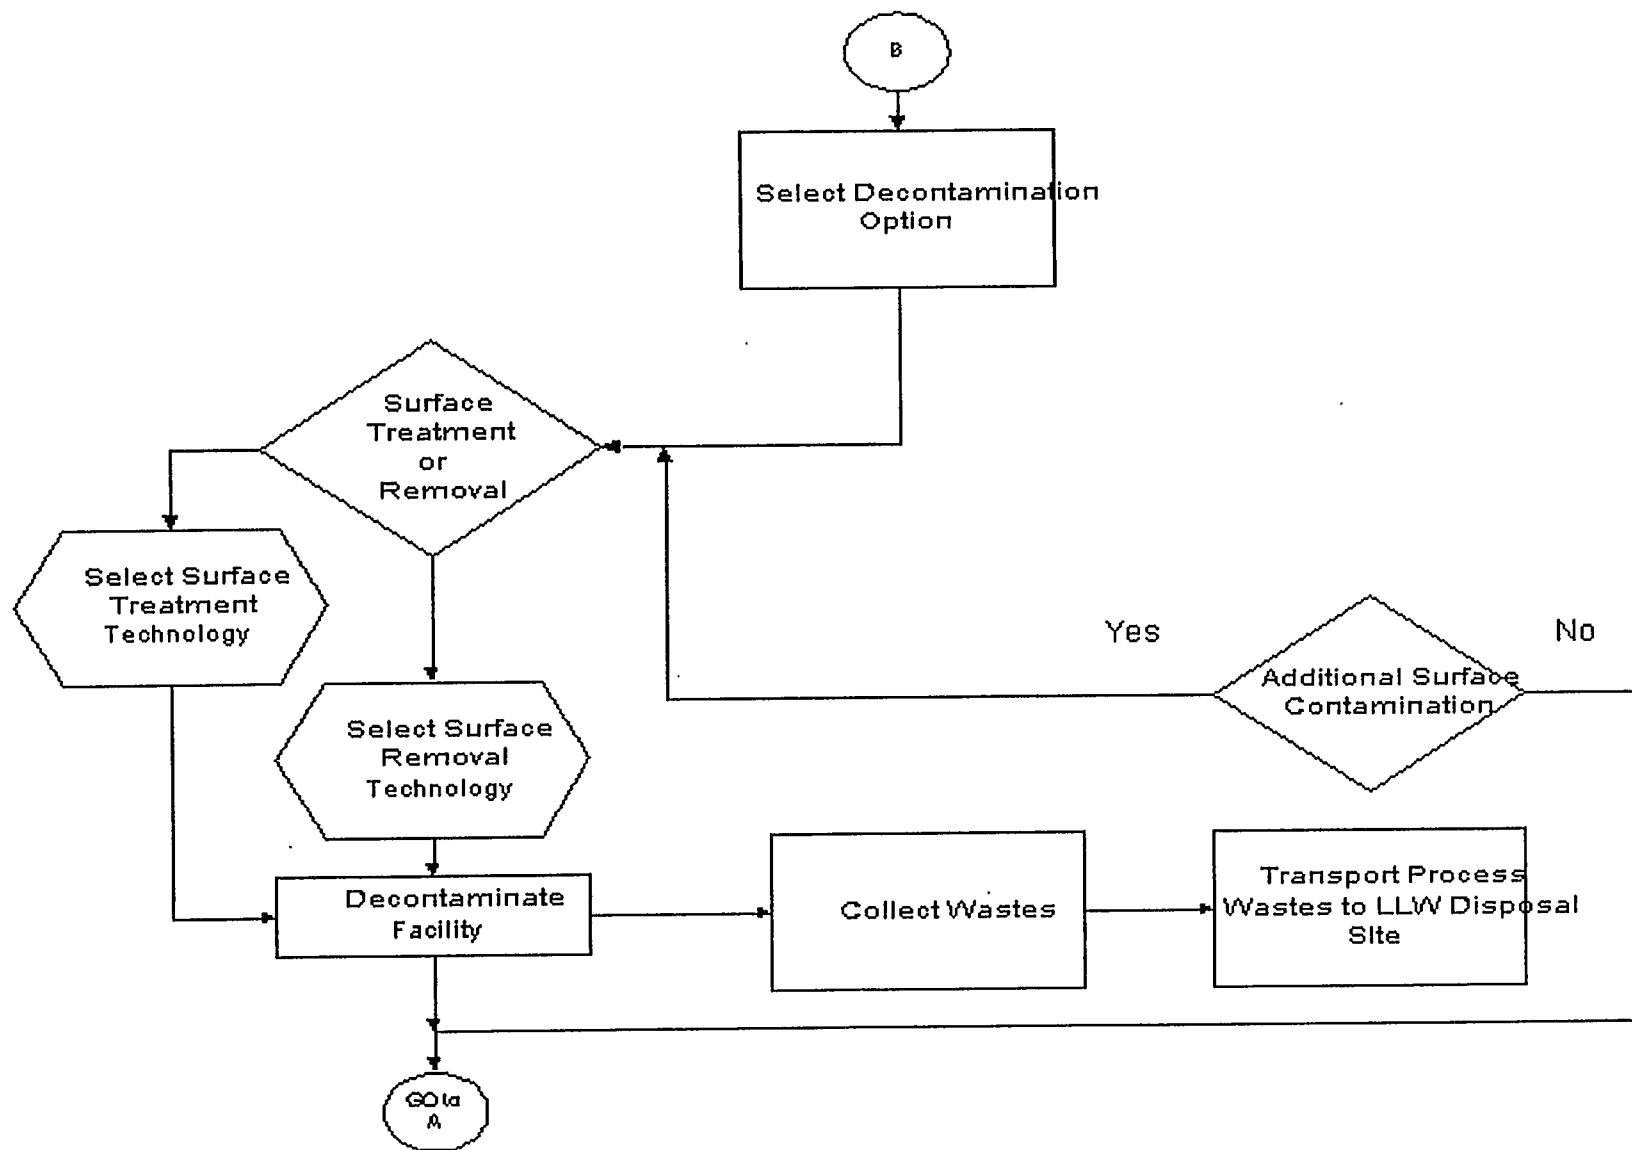 B
Select Decontamination
Option
Surface
Treatment
or
Removal
Select Surface
Treatment
Technology
Yes
No
Additional Surface
Contamination
Select Surface
Removal
Technology
Decontaminate
Facility
Collect Wastes
Transport Process
Wastes to LLW Disposal
SIte
GO to
A